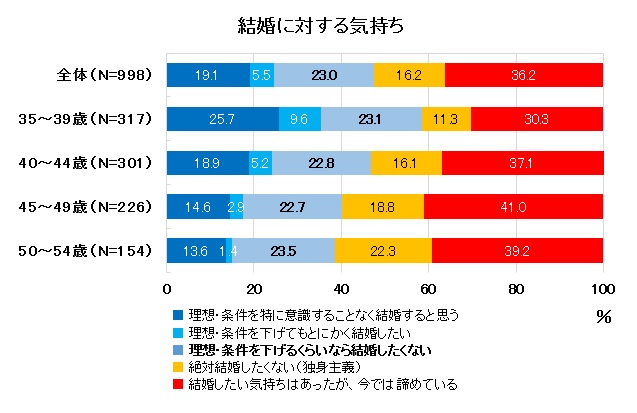 結婚に対する気持ち
全体(N=998) 19.1 5.5 23.0 16.2 36.2
35～39歳(N=317) 25.7 9.6 23.1 11.3 30.3
40～44歳(N=301) 18.9 5.2 22.8 16.1 37.1
45～49歳(N=226) 14.6 2.9 22.7 18.8 41.0
50～54歳(N=154) 13.6 1.4 23.5 22.3 39.2
0 20 40 60 80 100
%
理想・条件を特に意識することなく結婚すると思う
理想・条件を下げてもとにかく結婚したい
理想・条件を下げるくらいなら結婚したくない
絶対結婚したくない(独身主義)
結婚したい気持ちはあったが、今では諦めている